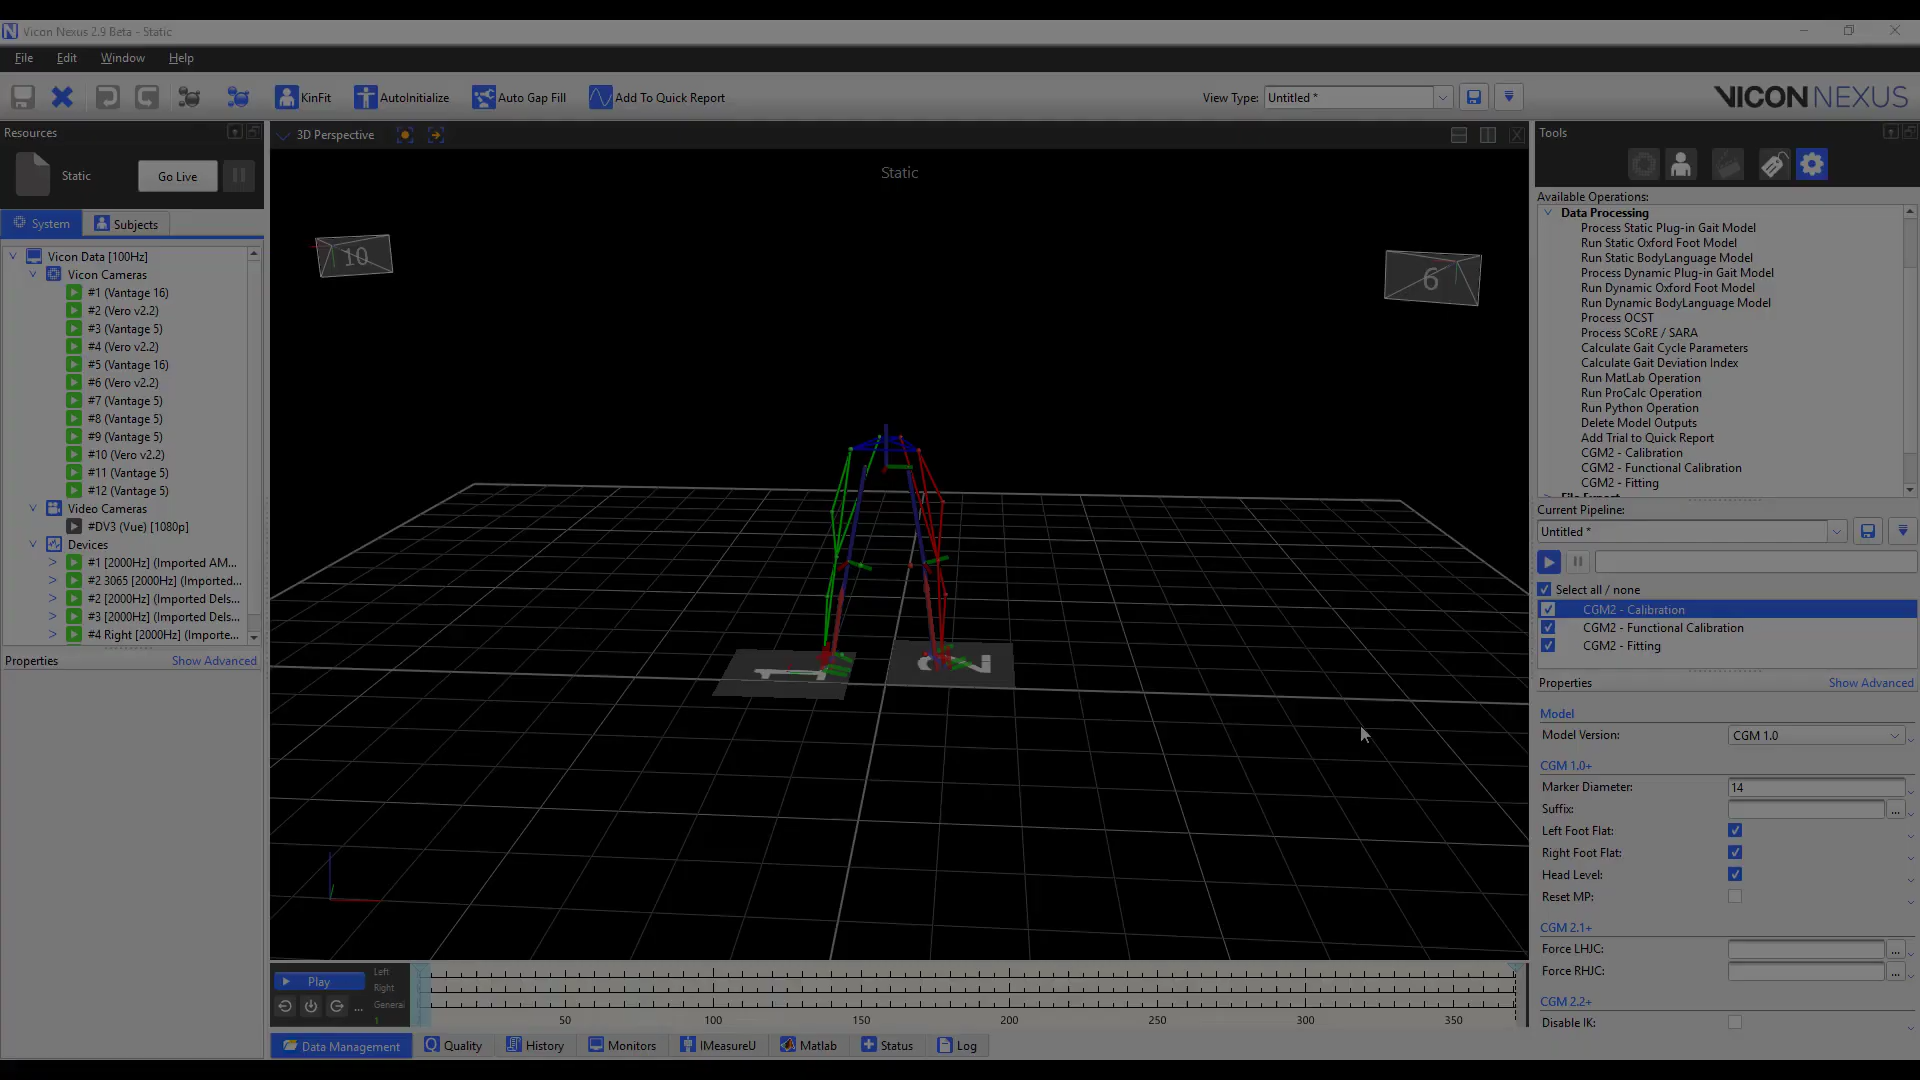 Vicon Nexus 2.9 Beta - Static
File Edit Window Help
KinFit AutoInitialize Auto Gap Fill Add To Quick Report
View Type: Untitled *
VICON NEXUS
Resources
Static Go Live
System Subjects
Vicon Data [100Hz]
Vicon Cameras
#1 (Vantage 16)
#2 (Vero v2.2)
#3 (Vantage 5)
#4 (Vero v2.2)
#5 (Vantage 16)
#6 (Vero v2.2)
#7 (Vantage 5)
#8 (Vantage 5)
#9 (Vantage 5)
#10 (Vero v2.2)
#11 (Vantage 5)
#12 (Vantage 5)
Video Cameras
#DV3 (Vue) [1080p]
Devices
#1 [2000Hz] (Imported AM...
#2 3065 [2000Hz] (Imported...
#2 [2000Hz] (Imported Dels...
#3 [2000Hz] (Imported Dels...
#4 Right [2000Hz] (Importe...
Properties Show Advanced
3D Perspective
Static
10
6
1
2
Play
Left
Right
General
1
50 100 150 200 250 300 350
Data Management Quality History Monitors IMeasureU Matlab Status Log
Tools
Available Operations:
Data Processing
Process Static Plug-in Gait Model
Run Static Oxford Foot Model
Run Static BodyLanguage Model
Process Dynamic Plug-in Gait Model
Run Dynamic Oxford Foot Model
Run Dynamic BodyLanguage Model
Process OCST
Process SCoRE / SARA
Calculate Gait Cycle Parameters
Calculate Gait Deviation Index
Run MatLab Operation
Run ProCalc Operation
Run Python Operation
Delete Model Outputs
Add Trial to Quick Report
CGM2 - Calibration
CGM2 - Functional Calibration
CGM2 - Fitting
File Export
Current Pipeline:
Untitled *
Select all / none
CGM2 - Calibration
CGM2 - Functional Calibration
CGM2 - Fitting
Properties Show Advanced
Model
Model Version: CGM 1.0
CGM 1.0+
Marker Diameter: 14
Suffix: ...
Left Foot Flat:
Right Foot Flat:
Head Level:
Reset MP:
CGM 2.1+
Force LHJC: ...
Force RHJC: ...
CGM 2.2+
Disable IK: